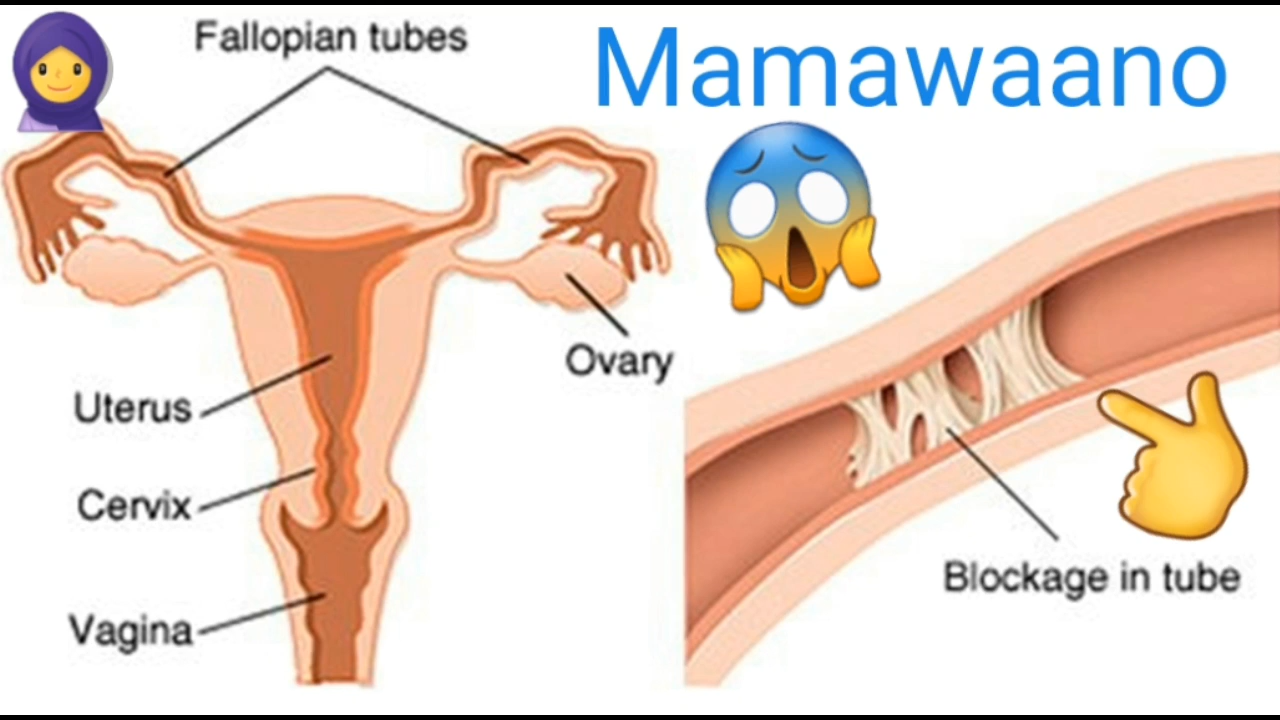 Fallopian tubes
Mamawaano
Ovary
Uterus
Cervix
Vagina
Blockage in tube